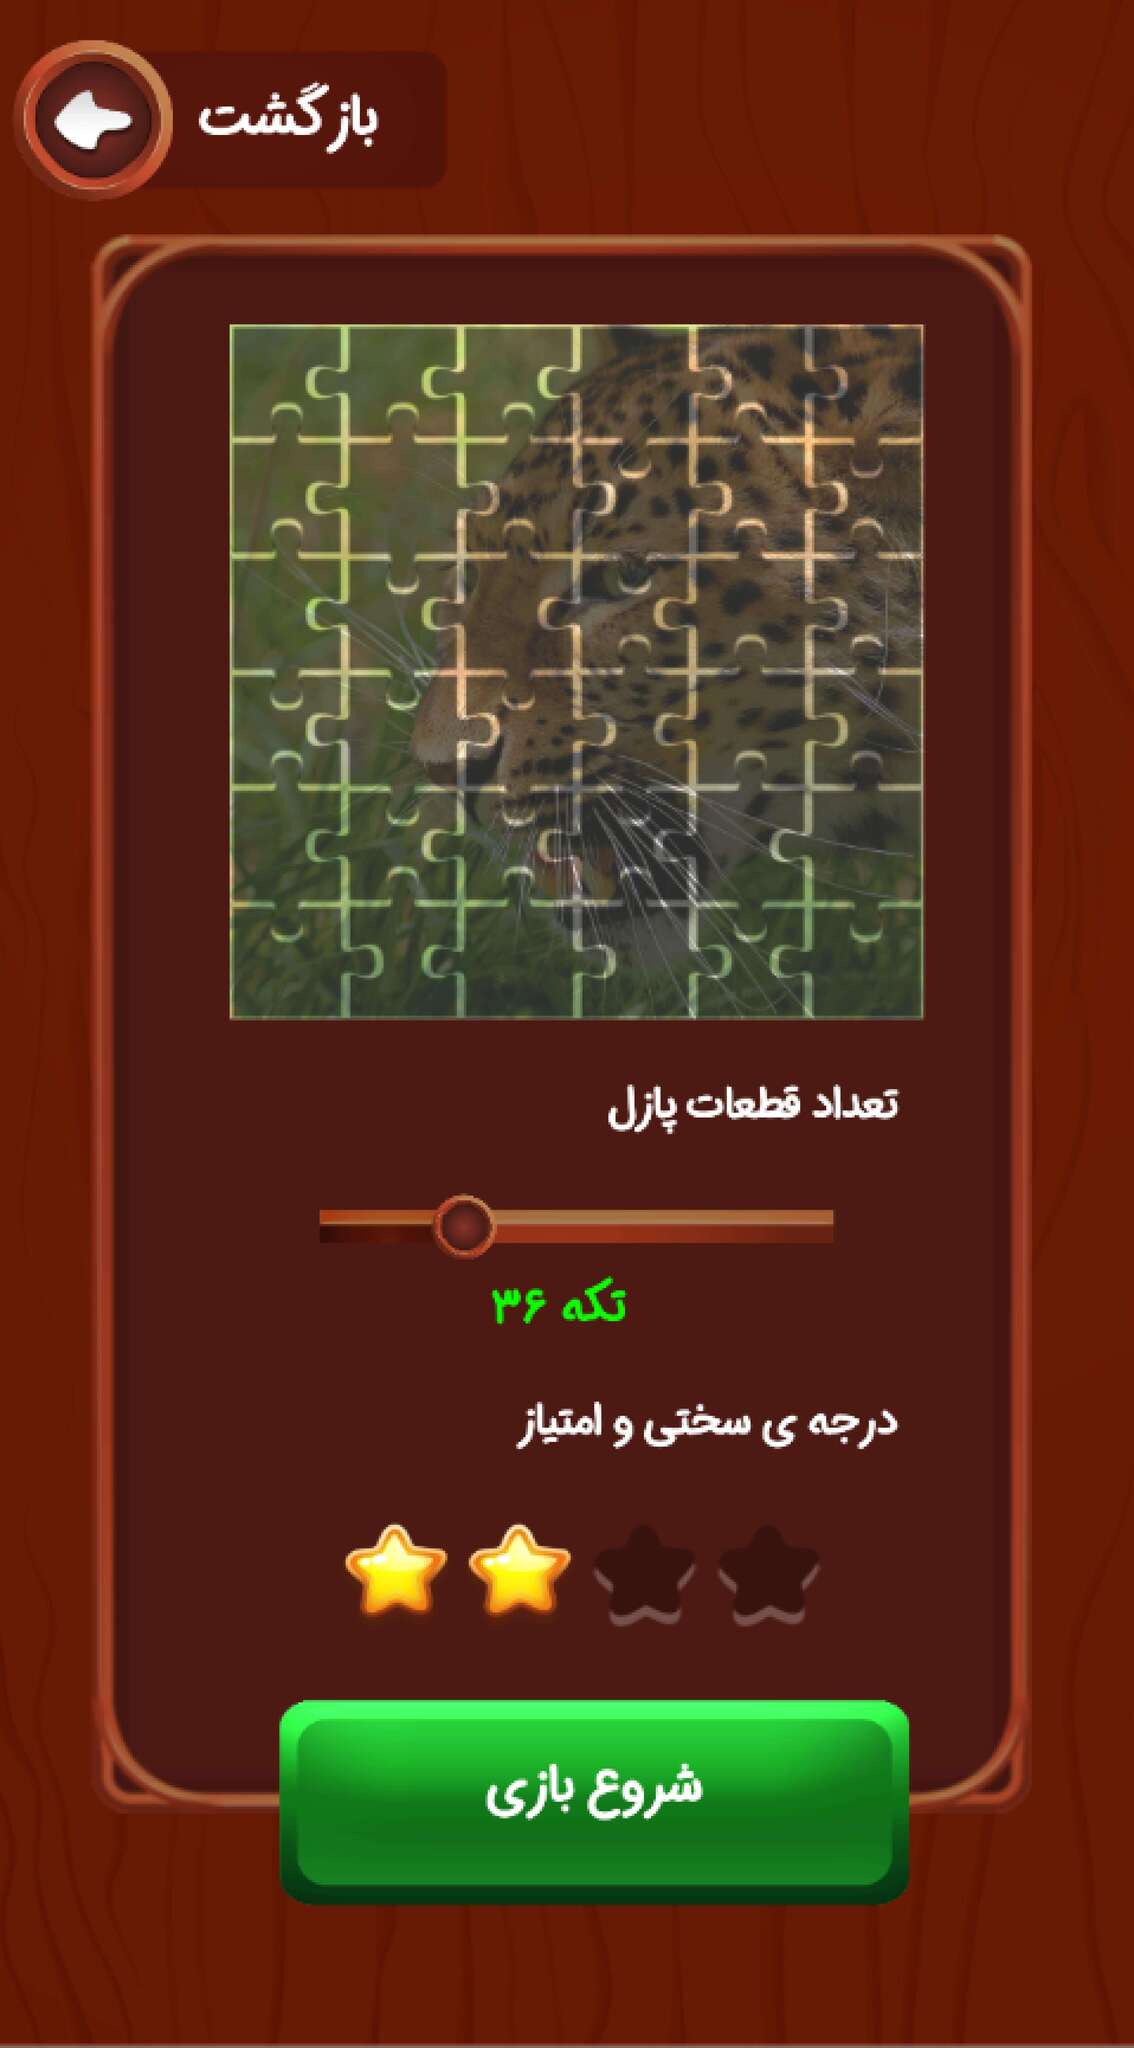 بازگشت
تعداد قطعات پازل
تکه ۳۶
درجه ی سختی و امتیاز
شروع بازی